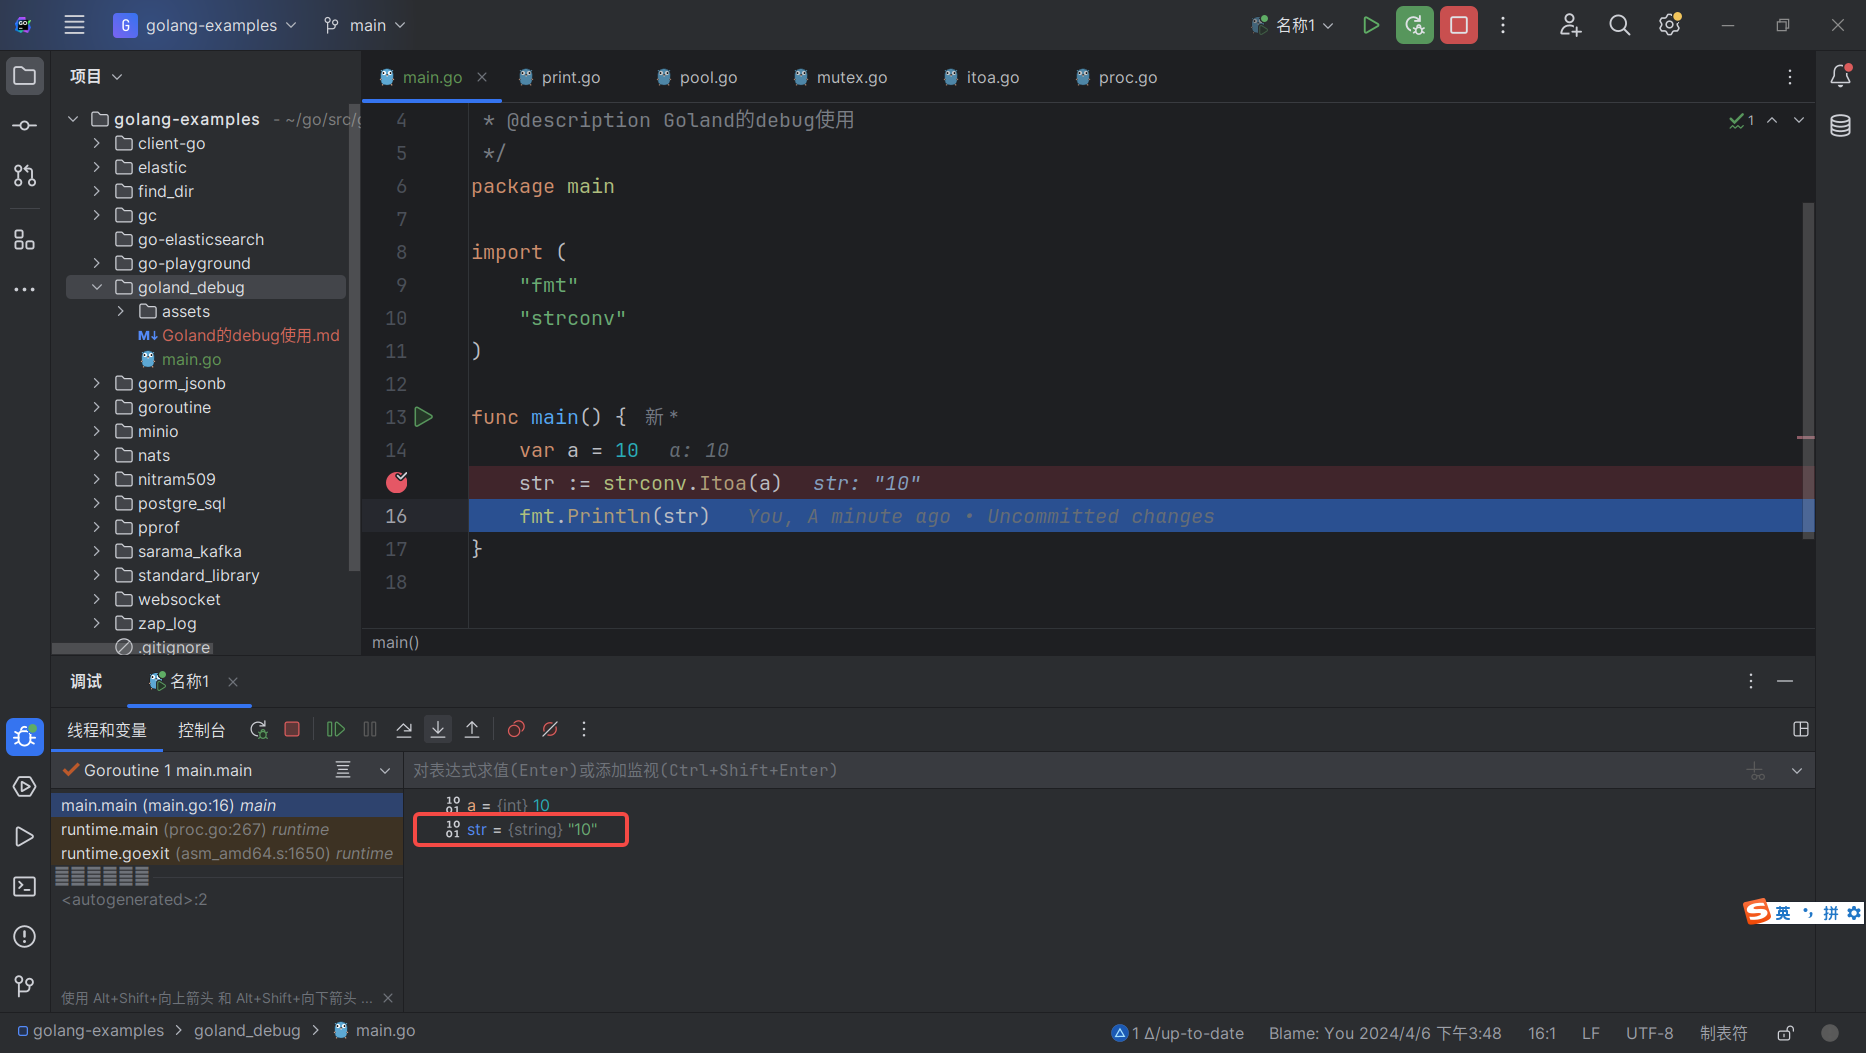 G golang-examples main 名称1
项目
main.go print.go pool.go mutex.go itoa.go proc.go
golang-examples - ~/go/src/g
client-go
elastic
find_dir
gc
go-elasticsearch
go-playground
goland_debug
assets
M↓ Goland的debug使用.md
main.go
gorm_jsonb
goroutine
minio
nats
nitram509
postgre_sql
pprof
sarama_kafka
standard_library
websocket
zap_log
.gitignore
4 * @description Goland的debug使用
1
5 */
6 package main
7
8 import (
9 "fmt"
10 "strconv"
11 )
12
13 func main() { 新 *
14 var a = 10 a: 10
str := strconv.Itoa(a) str: "10"
16 fmt.Println(str) You, A minute ago • Uncommitted changes
17 }
18
main()
调试 名称1
线程和变量 控制台
Goroutine 1 main.main
对表达式求值(Enter)或添加监视(Ctrl+Shift+Enter)
main.main (main.go:16) main
runtime.main (proc.go:267) runtime
runtime.goexit (asm_amd64.s:1650) runtime
<autogenerated>:2
a = {int} 10
str = {string} "10"
英 拼
使用 Alt+Shift+向上箭头 和 Alt+Shift+向下箭头 ...
golang-examples > goland_debug > main.go
1 Δ/up-to-date Blame: You 2024/4/6 下午3:48 16:1 LF UTF-8 制表符